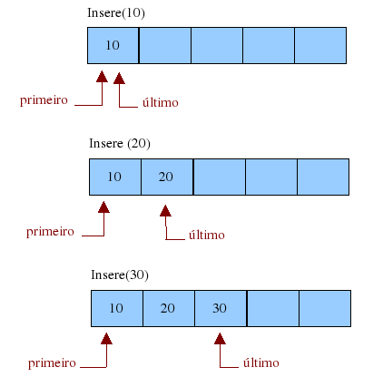 Insere(10)
10
primeiro
último
Insere (20)
10 20
primeiro
último
Insere(30)
10 20 30
primeiro
último